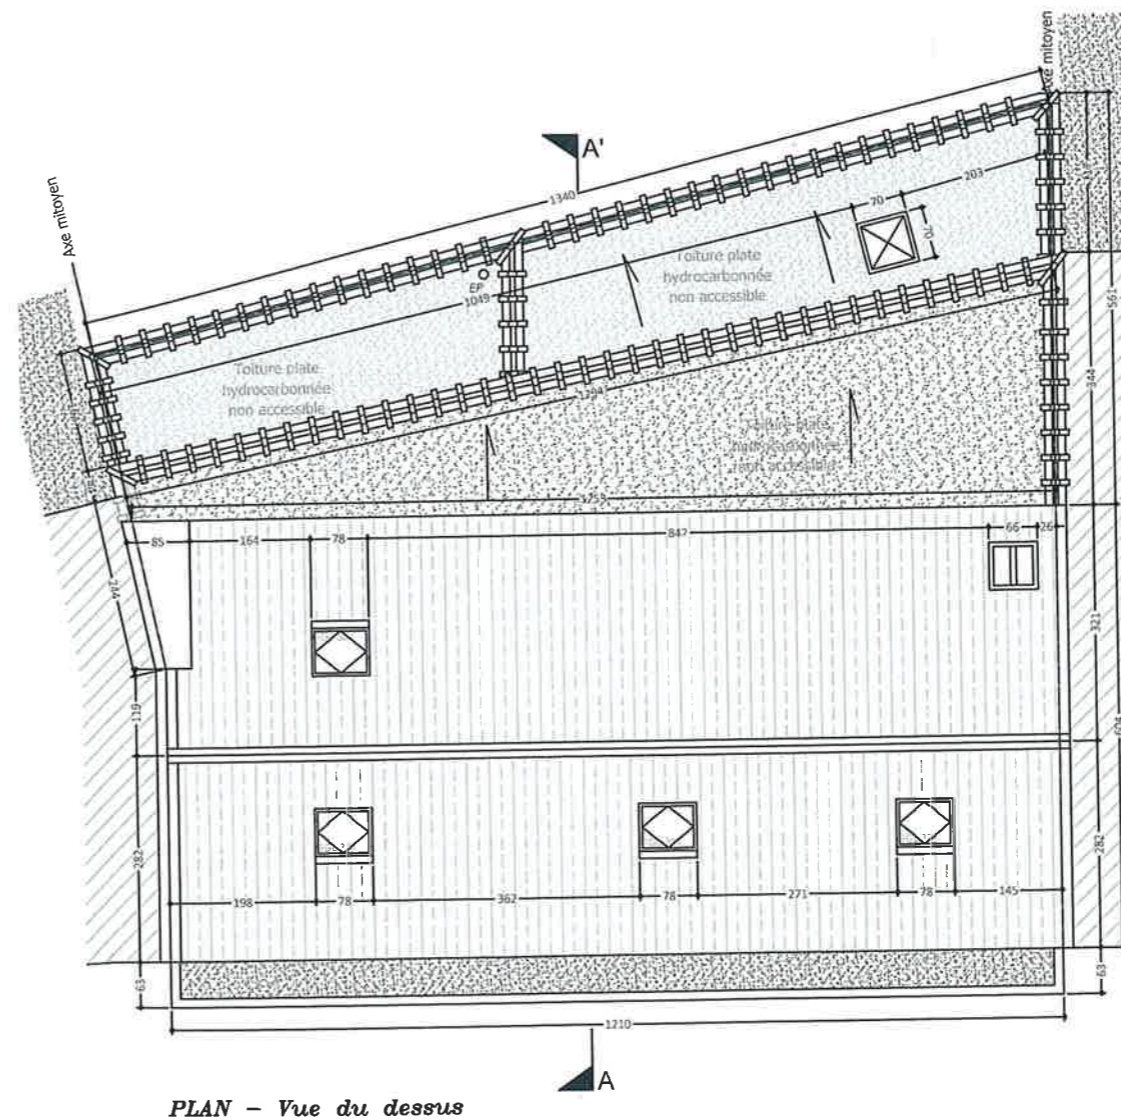 Axe mitoyen
A'
1340
203
70
70
Axe mitoyen
Toiture plate
hydrocarbonnée
non accessible
EP
1049
561
Toiture plate
hydrocarbonnée
non accessible
344
Toiture plate
hydrocarbonnée
non accessible
85
164
78
847
66
26
244
321
119
604
282
282
198
78
362
78
271
78
145
63
63
1210
A
PLAN - Vue du dessus